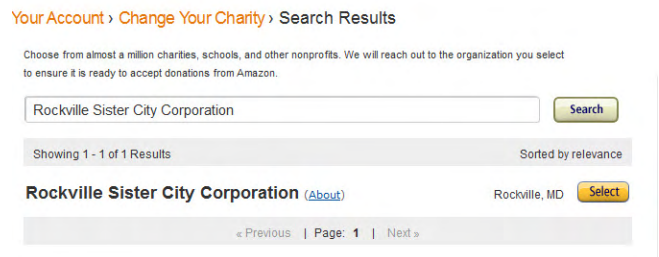 Your Account › Change Your Charity › Search Results
Choose from almost a million charities, schools, and other nonprofits. We will reach out to the organization you select
to ensure it is ready to accept donations from Amazon.
Rockville Sister City Corporation Search
Showing 1 - 1 of 1 Results Sorted by relevance
Rockville Sister City Corporation (About) Rockville, MD Select
« Previous | Page: 1 | Next »